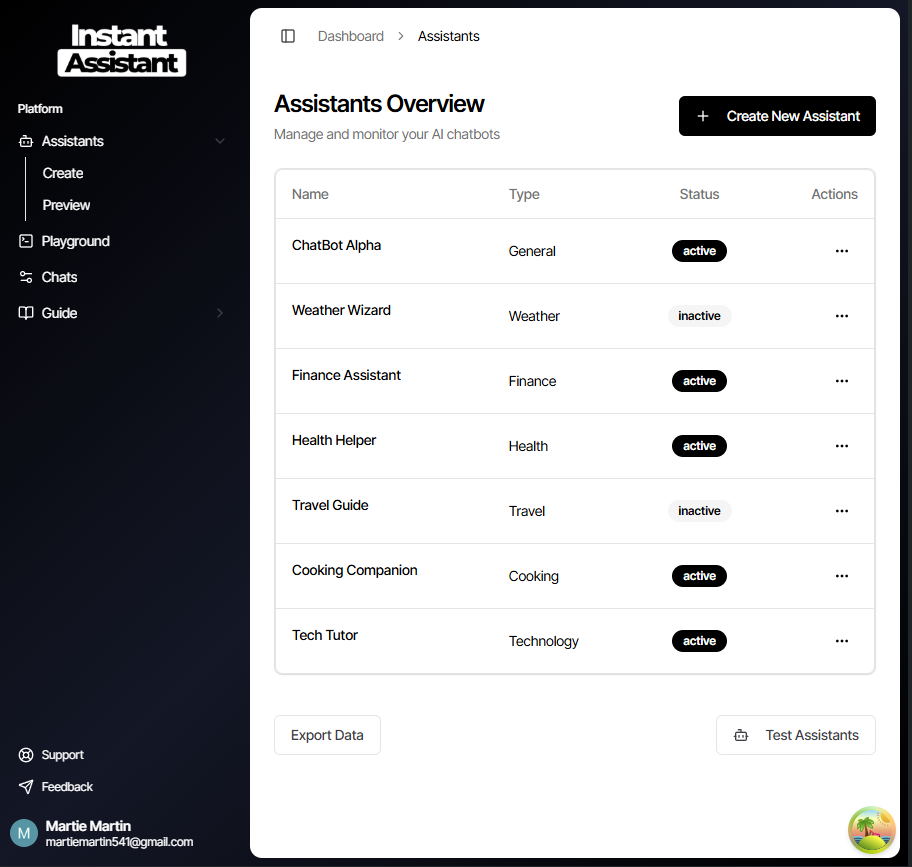 Instant
Assistant
Platform
Assistants
Create
Preview
Playground
Chats
Guide
Support
Feedback
M
Martie Martin
martiemartin541@gmail.com
Dashboard > Assistants
Assistants Overview
Manage and monitor your AI chatbots
+ Create New Assistant
Name Type Status Actions
ChatBot Alpha General active ...
Weather Wizard Weather inactive ...
Finance Assistant Finance active ...
Health Helper Health active ...
Travel Guide Travel inactive ...
Cooking Companion Cooking active ...
Tech Tutor Technology active ...
Export Data
Test Assistants